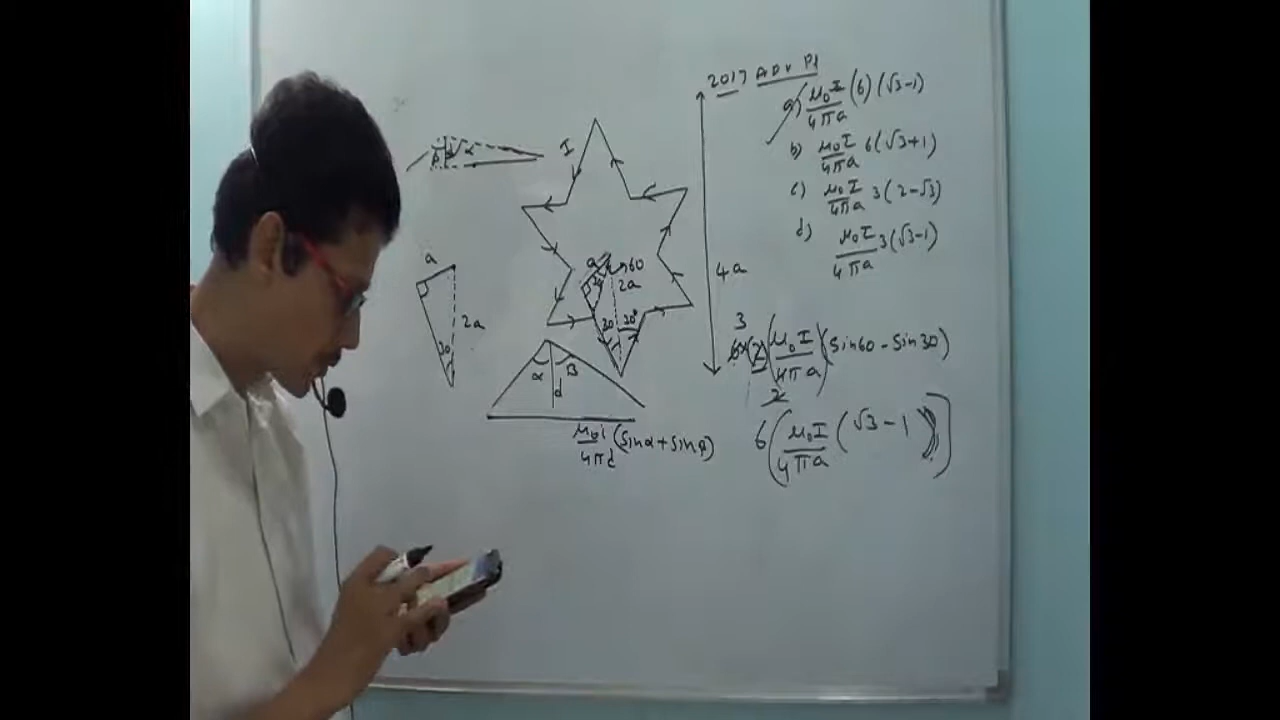 2017 ADV P1
a) μ₀I/4πa (6)(√3-1)
b) μ₀I/4πa 6(√3+1)
c) μ₀I/4πa 3(2-√3)
d) μ₀I/4πa 3(√3-1)
I
β α
a
2a
30
a
60
2a
30 30°
4a
α β
d
μ₀i/4πd (sinα+sinβ)
3
(2)(μ₀I/4πa)(sin60-sin30)
2
6(μ₀I/4πa (√3-1))